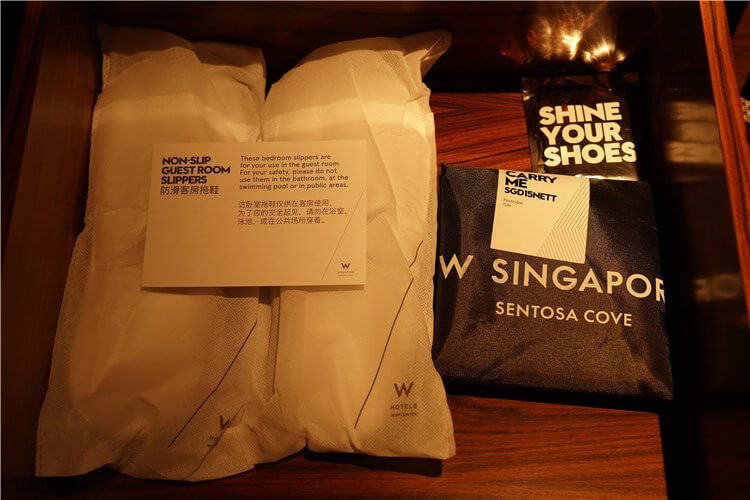 NON-SLIP
GUEST ROOM
SLIPPERS
防滑客房拖鞋
These bedroom slippers are
for your use in the guest room.
For your safety, please do not
use them in the bathroom, at the
swimming pool or in public areas.
这卧室拖鞋仅供在客房使用，
为了您的安全起见，请勿在浴室，
泳池，或在公共场所穿着。
W
SINGAPORE
W
HOTELS
WORLDWIDE
SHINE
YOUR
SHOES
CARRY
ME
SGD15NETT
Reversible
Tote
W SINGAPOR
SENTOSA COVE